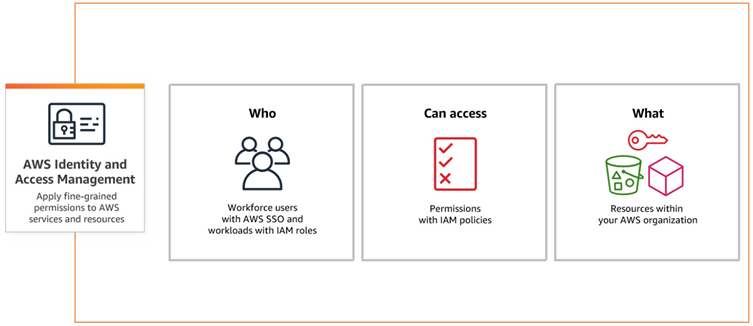 AWS Identity and
Access Management
Apply fine-grained
permissions to AWS
services and resources
Who
Workforce users
with AWS SSO and
workloads with IAM roles
Can access
Permissions
with IAM policies
What
Resources within
your AWS organization